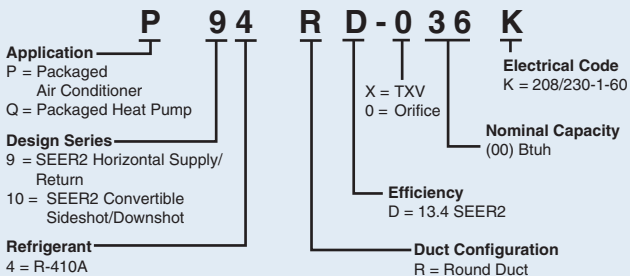 P 9 4 R D - 0 3 6 K
Application
P = Packaged
Air Conditioner
Q = Packaged Heat Pump
Design Series
9 = SEER2 Horizontal Supply/
Return
10 = SEER2 Convertible
Sideshot/Downshot
Refrigerant
4 = R-410A
X = TXV
0 = Orifice
Electrical Code
K = 208/230-1-60
Nominal Capacity
(00) Btuh
Efficiency
D = 13.4 SEER2
Duct Configuration
R = Round Duct